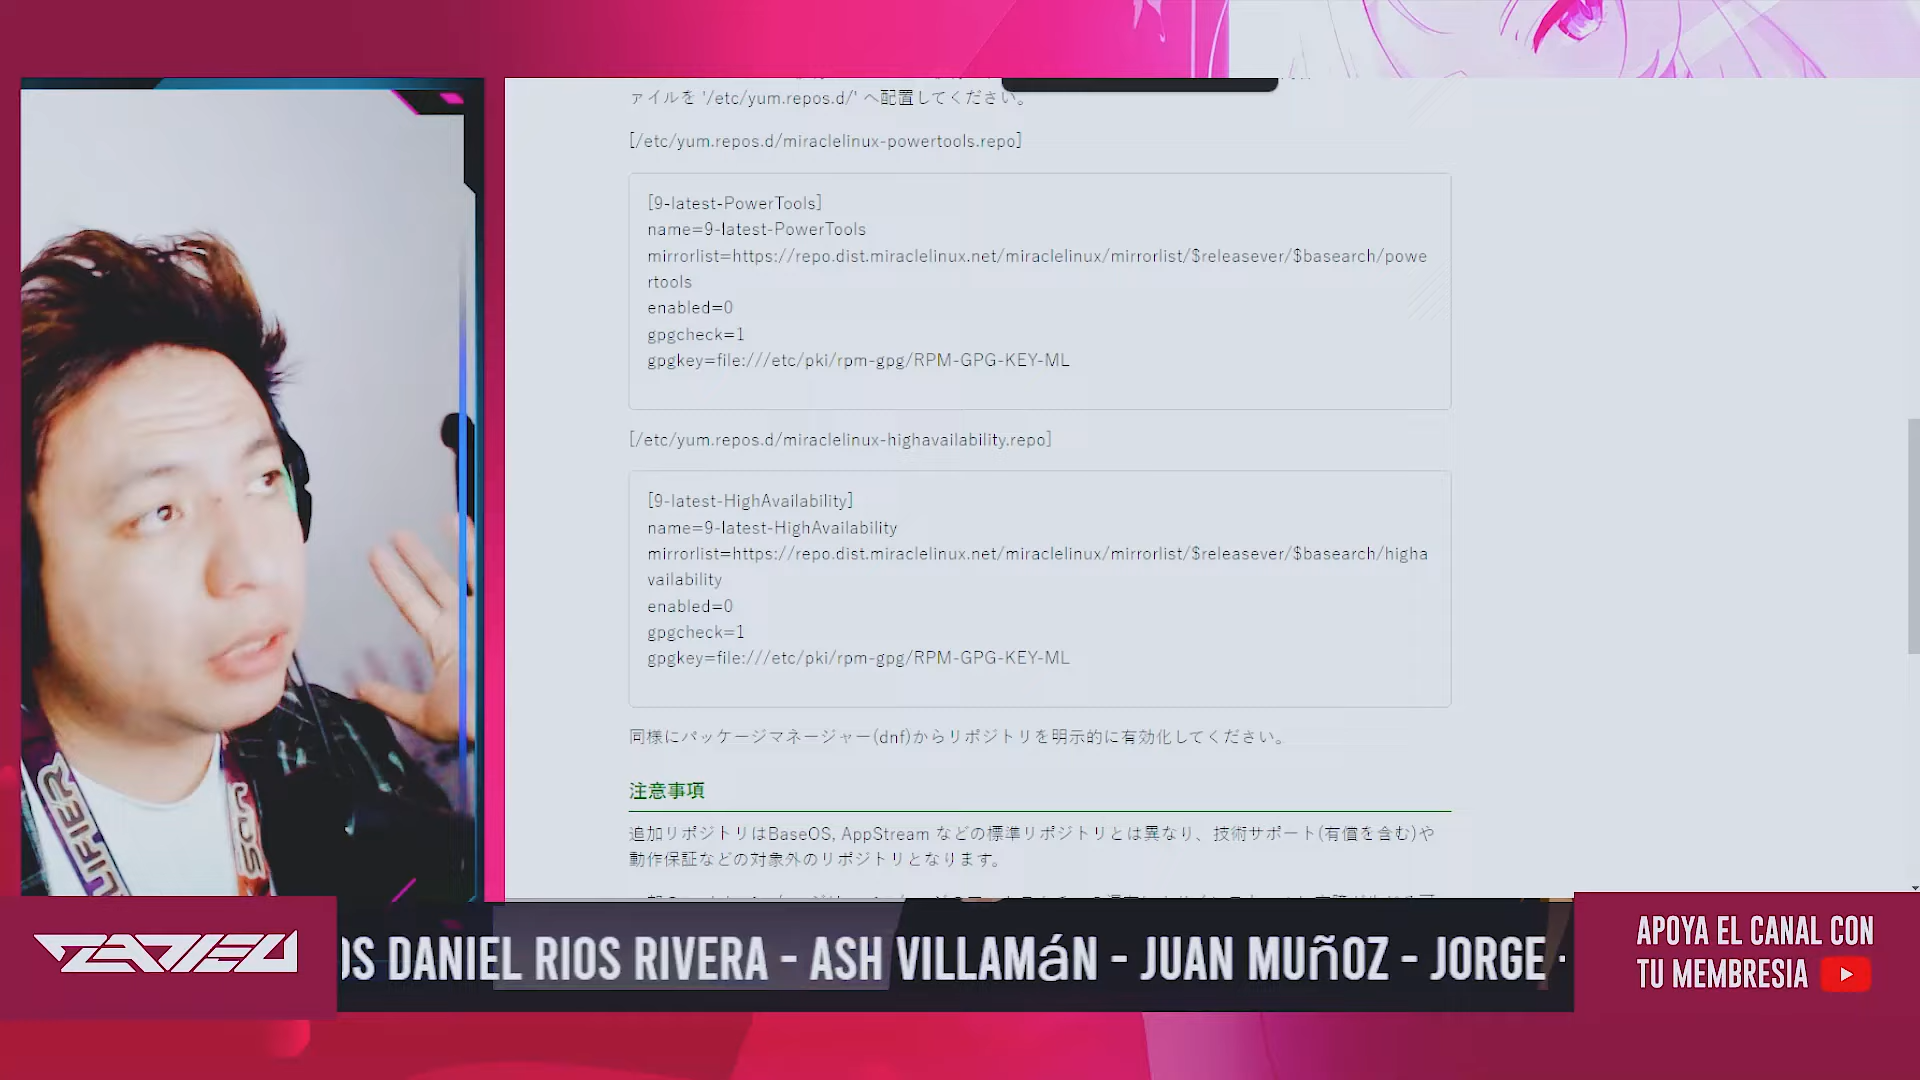 ァイルを '/etc/yum.repos.d/' へ配置してください。
[/etc/yum.repos.d/miraclelinux-powertools.repo]
[9-latest-PowerTools]
name=9-latest-PowerTools
mirrorlist=https://repo.dist.miraclelinux.net/miraclelinux/mirrorlist/$releasever/$basearch/powe
rtools
enabled=0
gpgcheck=1
gpgkey=file:///etc/pki/rpm-gpg/RPM-GPG-KEY-ML
[/etc/yum.repos.d/miraclelinux-highavailability.repo]
[9-latest-HighAvailability]
name=9-latest-HighAvailability
mirrorlist=https://repo.dist.miraclelinux.net/miraclelinux/mirrorlist/$releasever/$basearch/higha
vailability
enabled=0
gpgcheck=1
gpgkey=file:///etc/pki/rpm-gpg/RPM-GPG-KEY-ML
同様にパッケージマネージャー(dnf)からリポジトリを明示的に有効化してください。
注意事項
追加リポジトリはBaseOS, AppStream などの標準リポジトリとは異なり、技術サポート(有償を含む)や
動作保証などの対象外のリポジトリとなります。
OS DANIEL RIOS RIVERA - ASH VILLAMáN - JUAN MUñOZ - JORGE -
APOYA EL CANAL CON
TU MEMBRESIA